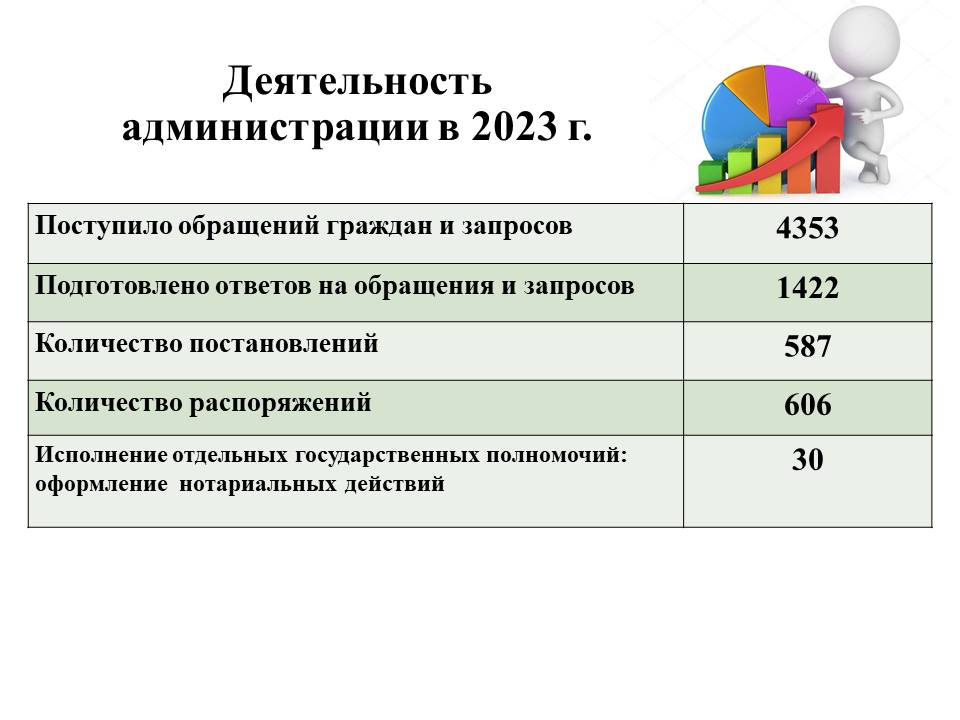 Деятельность
администрации в 2023 г.
Поступило обращений граждан и запросов 4353
Подготовлено ответов на обращения и запросов 1422
Количество постановлений 587
Количество распоряжений 606
Исполнение отдельных государственных полномочий: 30
оформление нотариальных действий